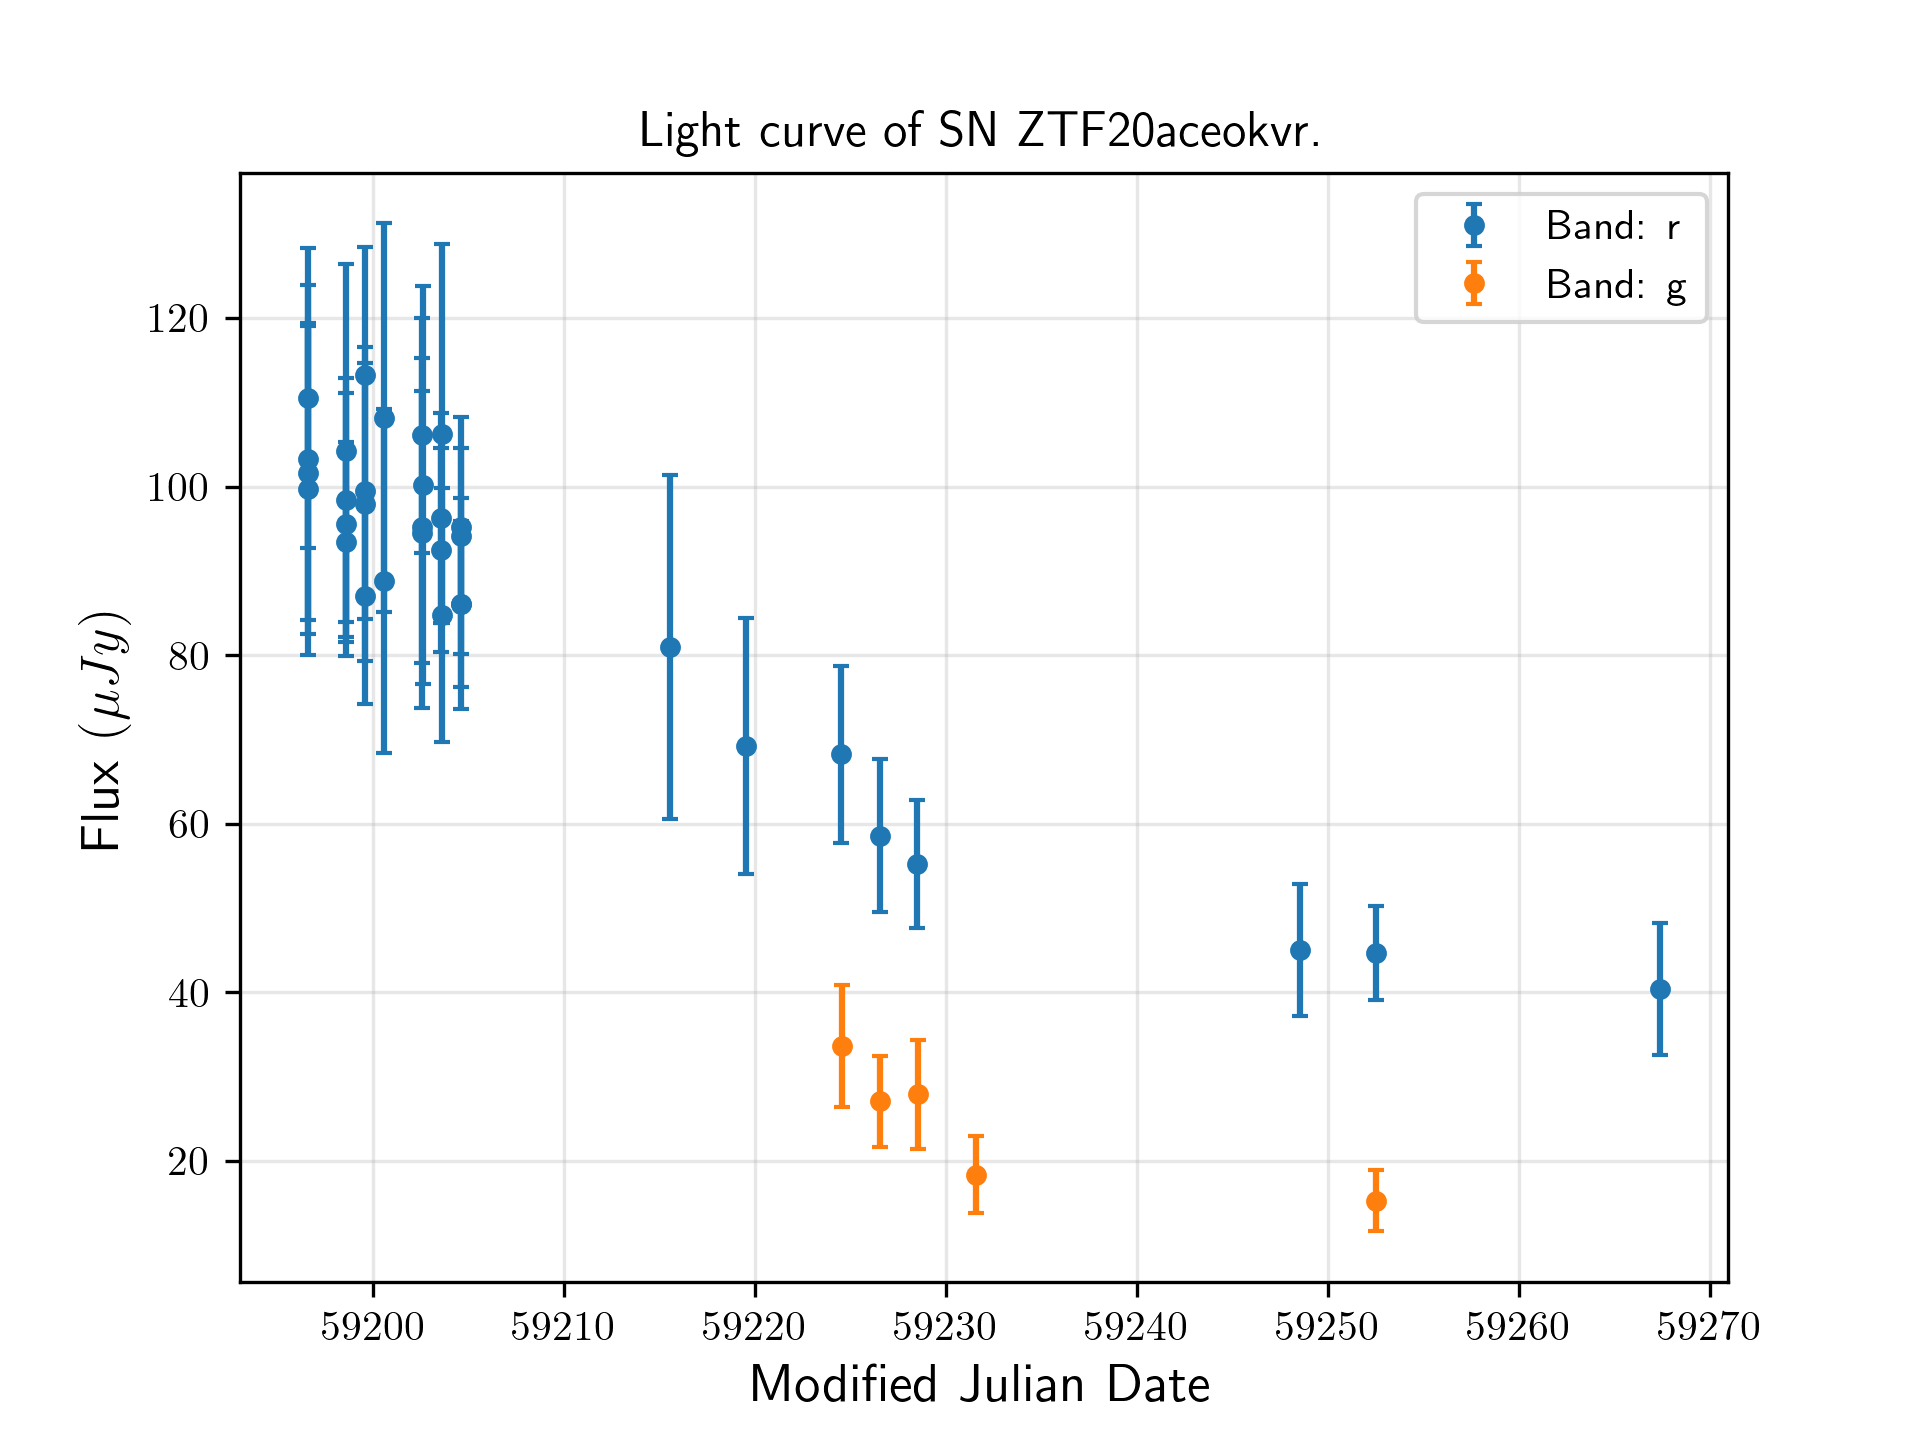 Light curve of SN ZTF20aceokvr.
Band: r
Band: g
120
100
80
60
40
20
Flux (μJy)
59200 59210 59220 59230 59240 59250 59260 59270
Modified Julian Date